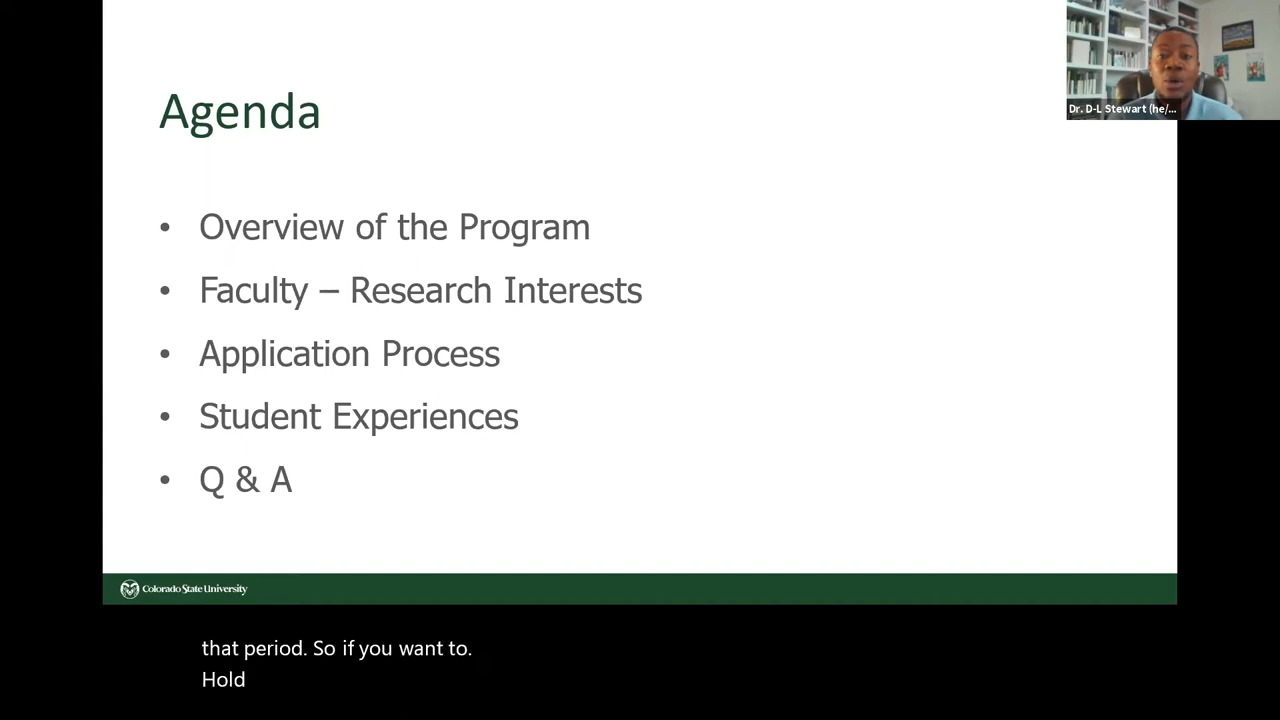 Agenda
Dr. D-L Stewart (he/...
• Overview of the Program
• Faculty – Research Interests
• Application Process
• Student Experiences
• Q & A
Colorado State University
that period. So if you want to.
Hold